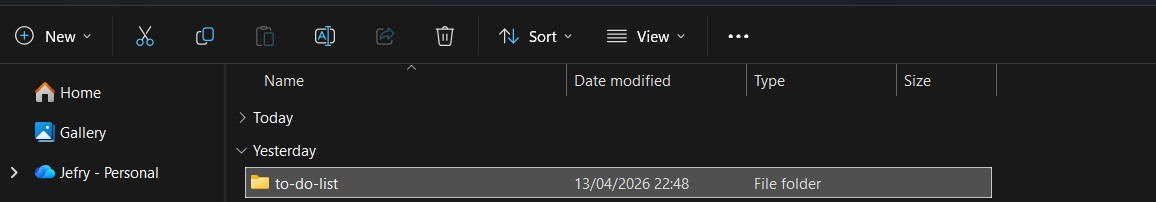 New Sort View
Name Date modified Type Size
Home
Today
Gallery
Yesterday
Jefry - Personal
to-do-list 13/04/2026 22:48 File folder